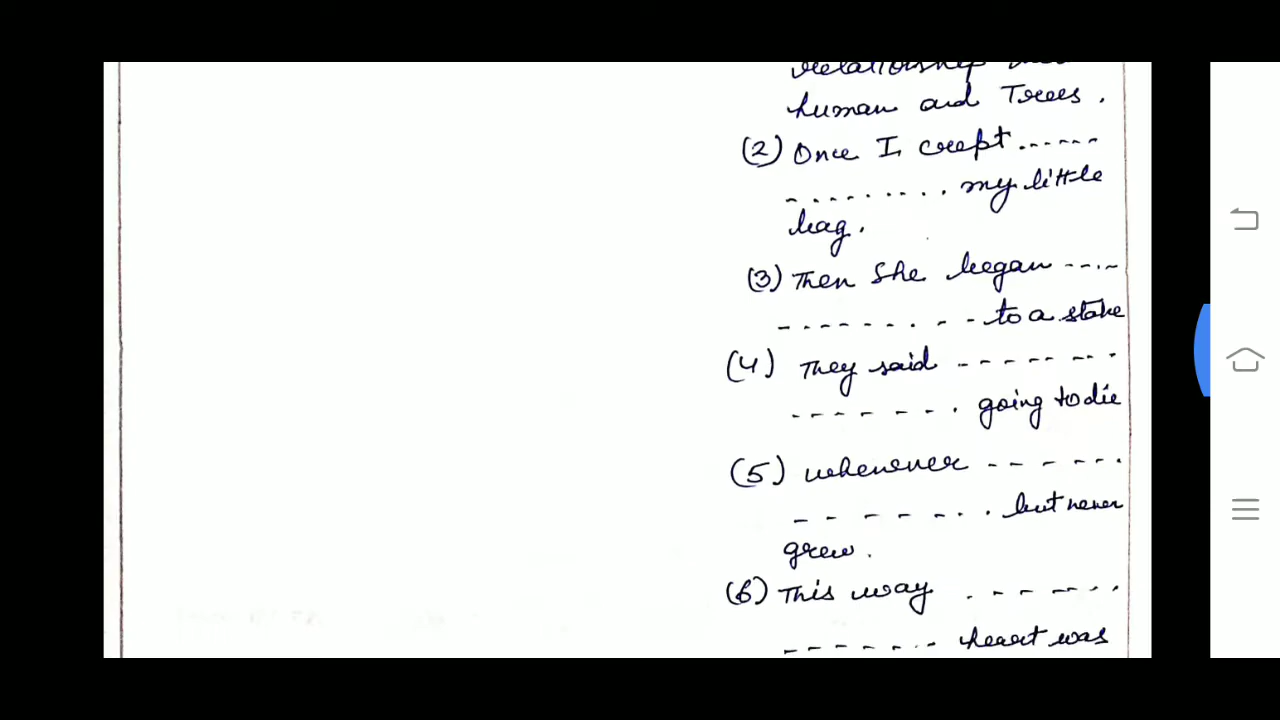 relationship
human and Trees.
(2) Once I crept ......
.......... my little
bag.
(3) Then She began -----
---------- to a stake
(4) They said --------
-------- going to die
(5) whenever -------
-------- but never
grew.
(6) This way .-------
------- heart was